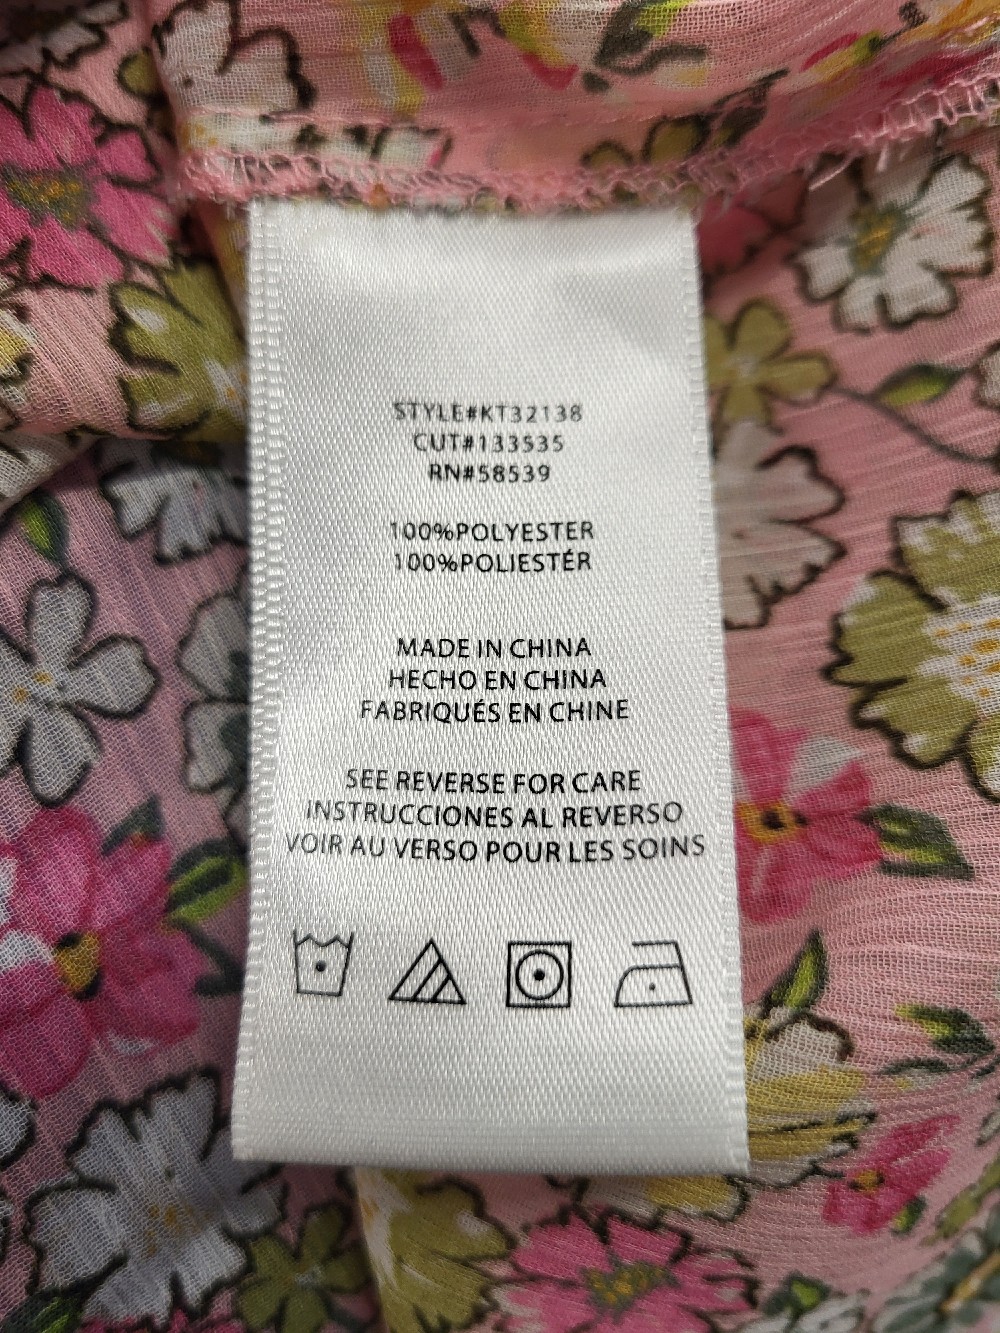 STYLE#KT32138
CUT#133535
RN#58539
100%POLYESTER
100%POLIESTÉR
MADE IN CHINA
HECHO EN CHINA
FABRIQUÉS EN CHINE
SEE REVERSE FOR CARE
INSTRUCCIONES AL REVERSO
VOIR AU VERSO POUR LES SOINS